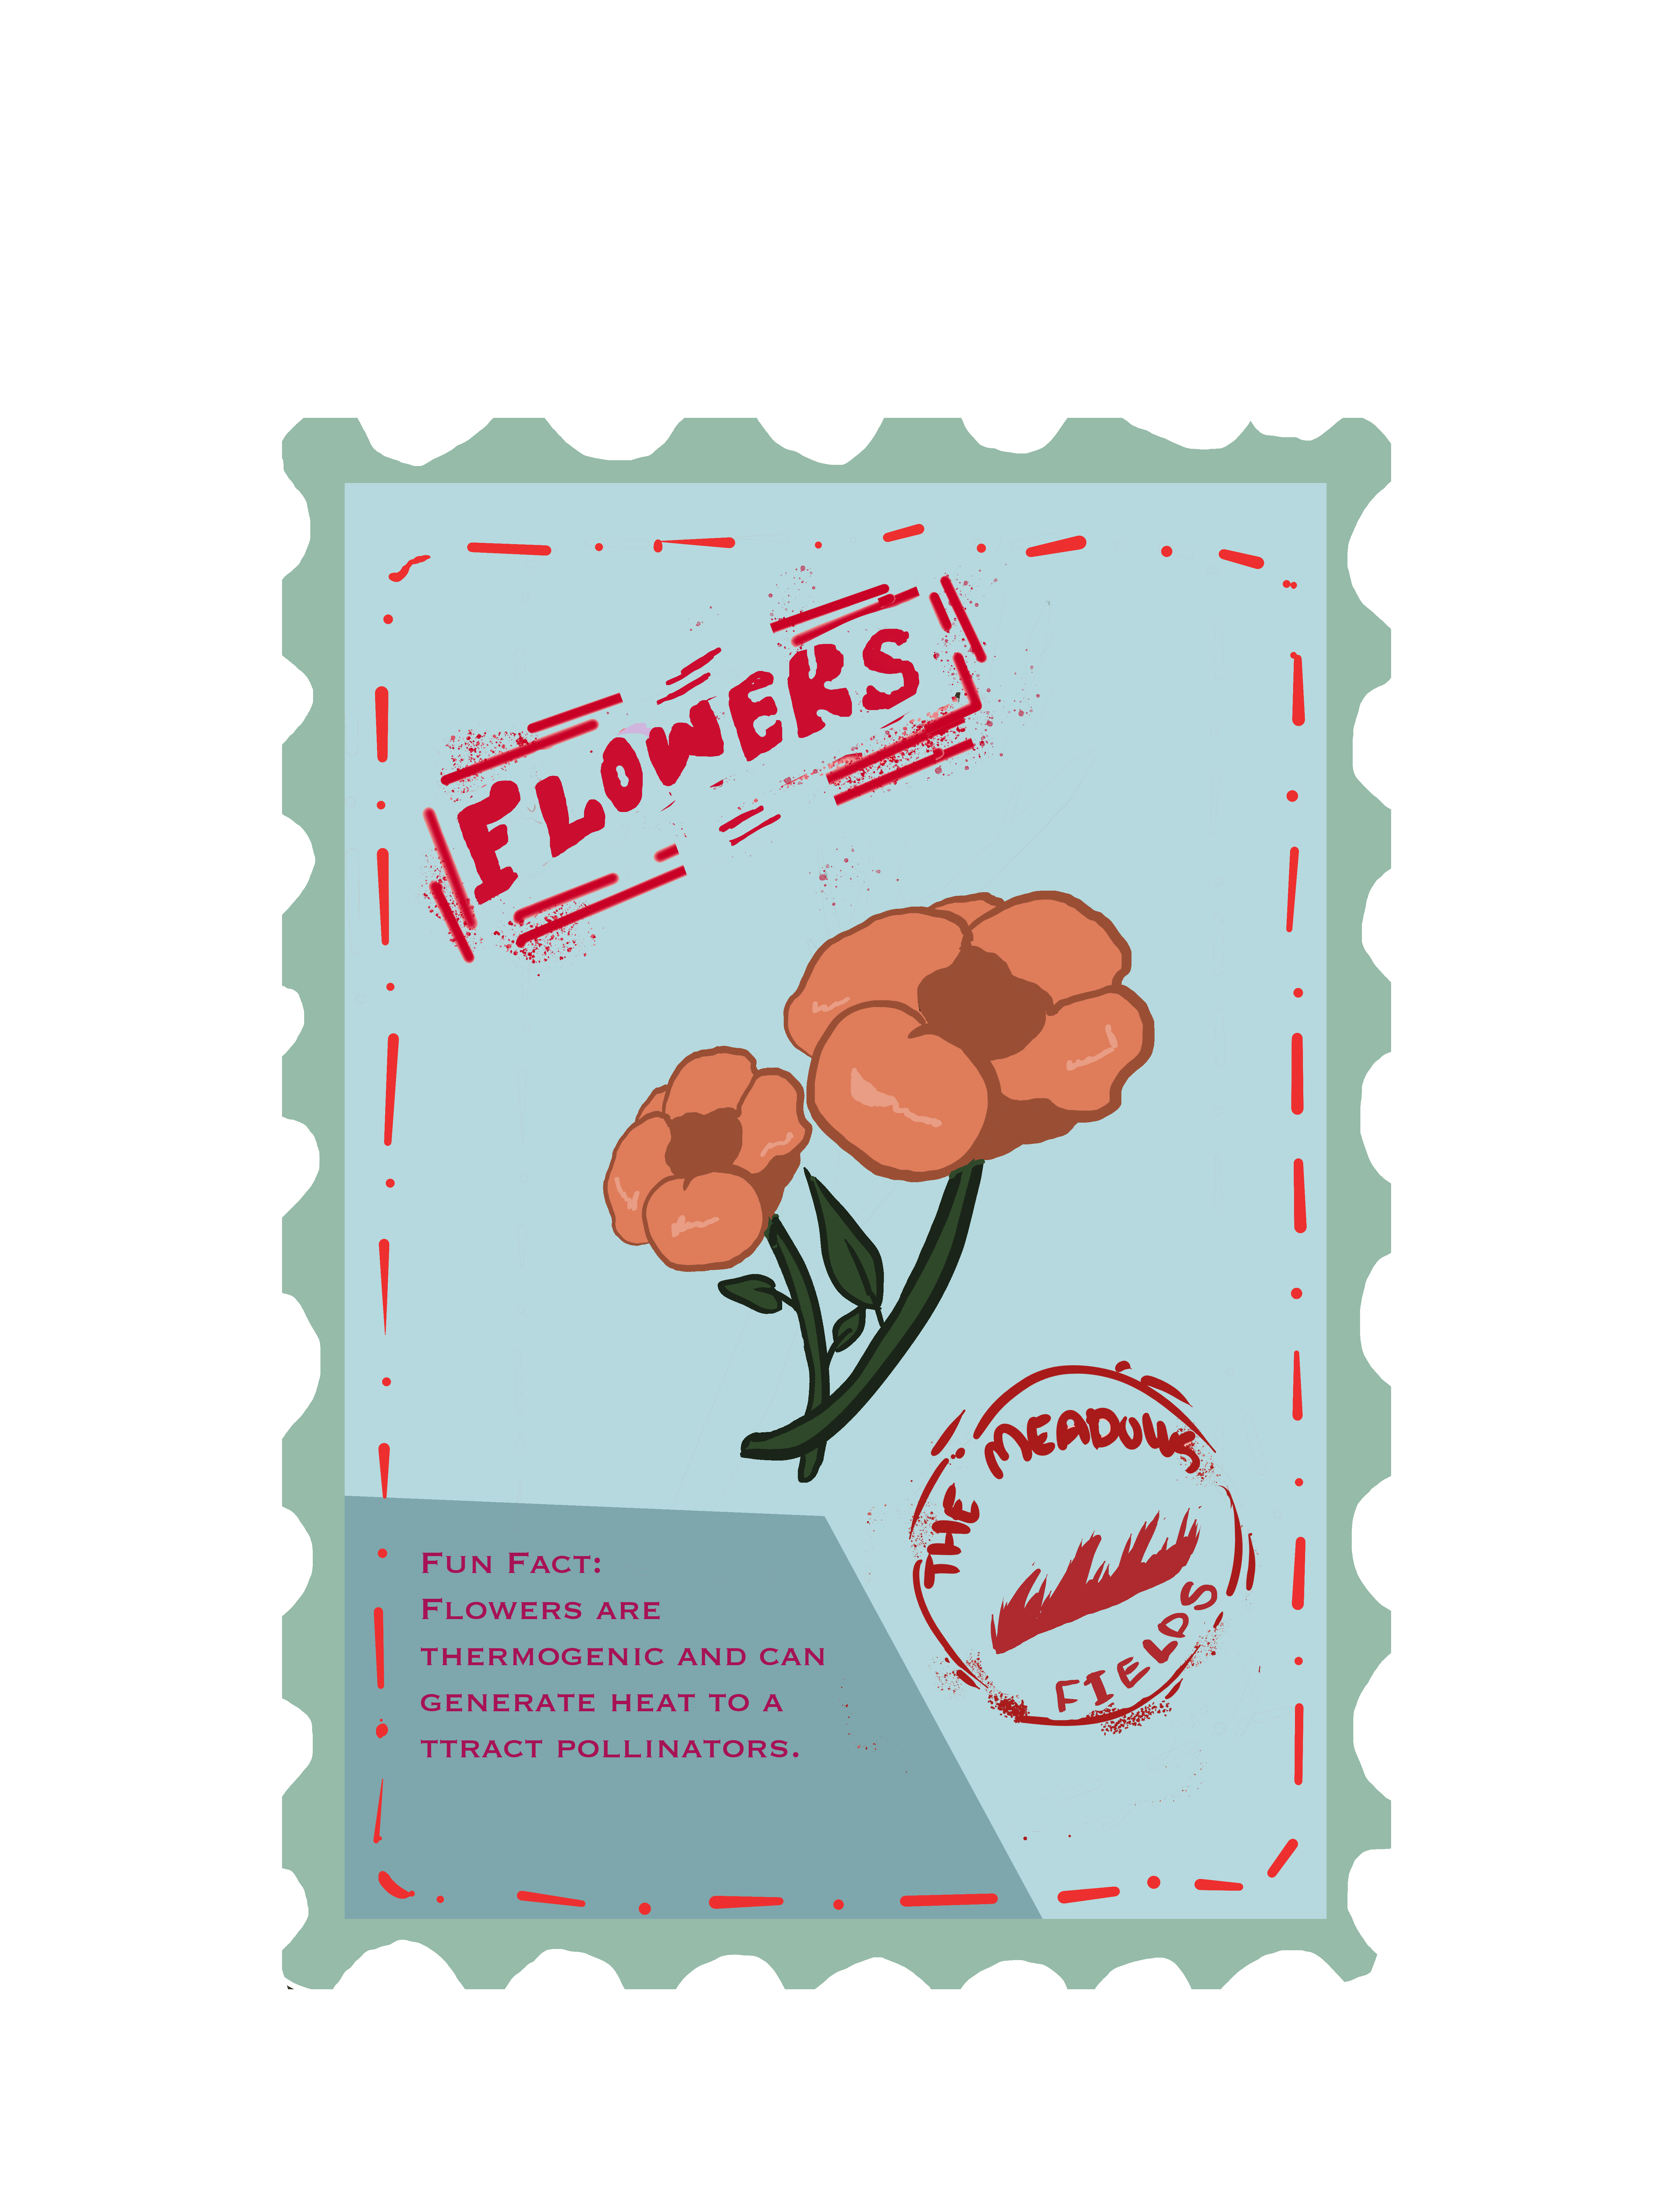 FLOWERS
THE MEADOWS
FIELDS
FUN FACT:
FLOWERS ARE
THERMOGENIC AND CAN
GENERATE HEAT TO A
TTRACT POLLINATORS.